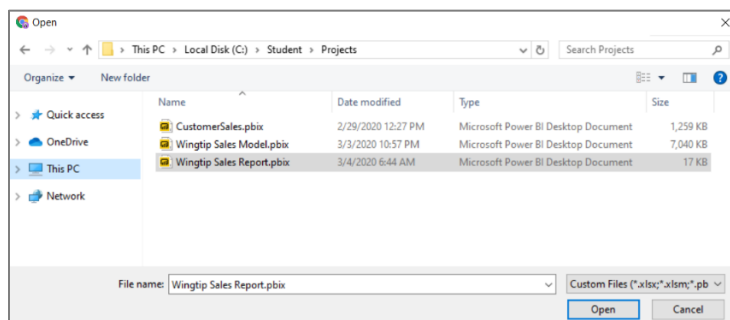 Open
This PC > Local Disk (C:) > Student > Projects
Search Projects
Organize
New folder
Name Date modified Type Size
Quick access
OneDrive
This PC
Network
CustomerSales.pbix 2/29/2020 12:27 PM Microsoft Power BI Desktop Document 1,259 KB
Wingtip Sales Model.pbix 3/3/2020 10:57 PM Microsoft Power BI Desktop Document 7,040 KB
Wingtip Sales Report.pbix 3/4/2020 6:44 AM Microsoft Power BI Desktop Document 17 KB
File name: Wingtip Sales Report.pbix Custom Files (*.xlsx;*.xlsm;*.pb
Open Cancel